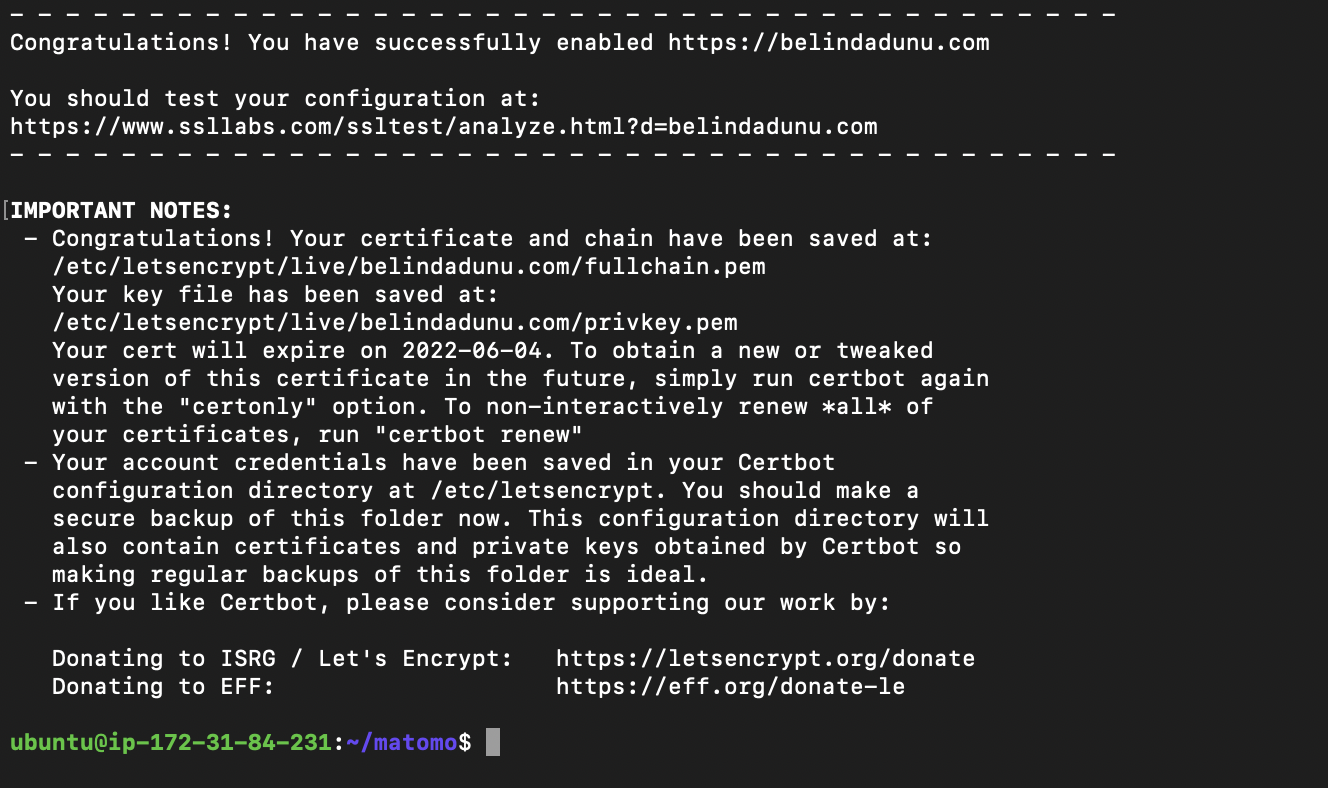 - - - - - - - - - - - - - - - - - - - - - - - - - - - - - - - - - - - - - - - -
Congratulations! You have successfully enabled https://belindadunu.com
You should test your configuration at:
https://www.ssllabs.com/ssltest/analyze.html?d=belindadunu.com
- - - - - - - - - - - - - - - - - - - - - - - - - - - - - - - - - - - - - - - -
[IMPORTANT NOTES:
 - Congratulations! Your certificate and chain have been saved at:
   /etc/letsencrypt/live/belindadunu.com/fullchain.pem
   Your key file has been saved at:
   /etc/letsencrypt/live/belindadunu.com/privkey.pem
   Your cert will expire on 2022-06-04. To obtain a new or tweaked
   version of this certificate in the future, simply run certbot again
   with the "certonly" option. To non-interactively renew *all* of
   your certificates, run "certbot renew"
 - Your account credentials have been saved in your Certbot
   configuration directory at /etc/letsencrypt. You should make a
   secure backup of this folder now. This configuration directory will
   also contain certificates and private keys obtained by Certbot so
   making regular backups of this folder is ideal.
 - If you like Certbot, please consider supporting our work by:
   Donating to ISRG / Let's Encrypt:   https://letsencrypt.org/donate
   Donating to EFF:                    https://eff.org/donate-le
ubuntu@ip-172-31-84-231:~/matomo$